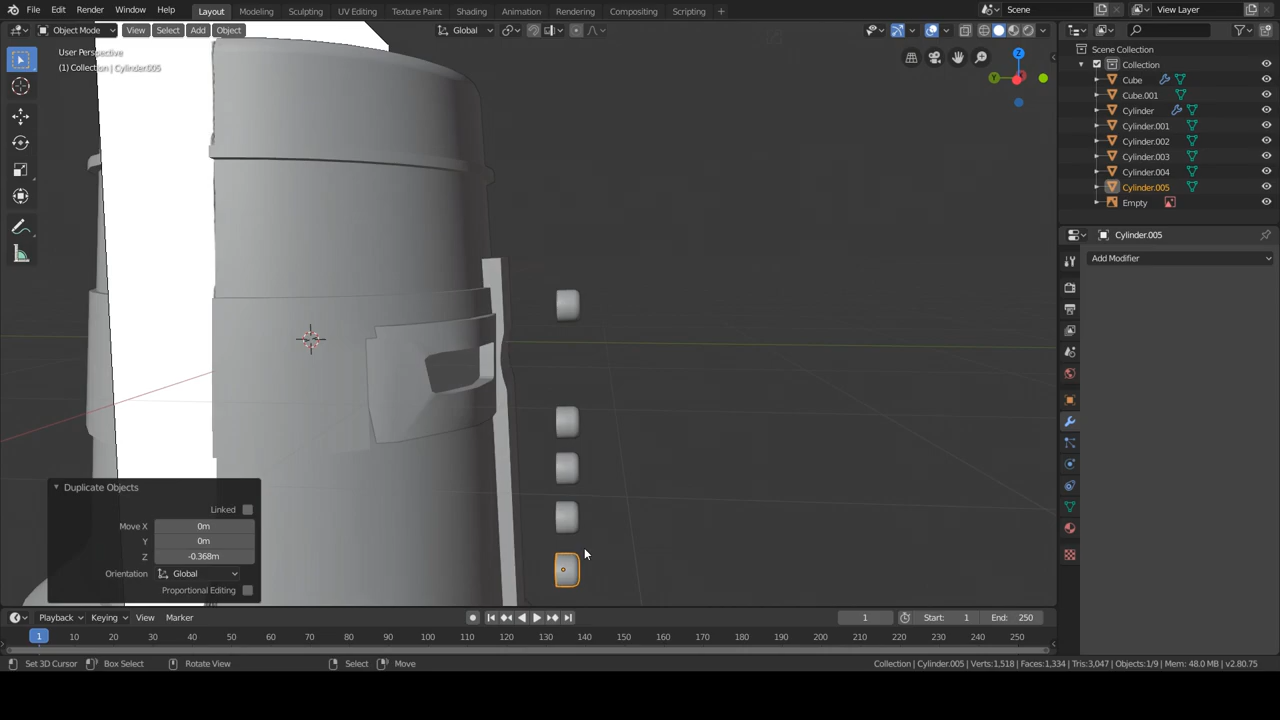 File Edit Render Window Help
Layout Modeling Sculpting UV Editing Texture Paint Shading Animation Rendering Compositing Scripting +
Scene
View Layer
Object Mode View Select Add Object Global
User Perspective
(1) Collection | Cylinder.005
Z
Y
Scene Collection
Collection
Cube
Cube.001
Cylinder
Cylinder.001
Cylinder.002
Cylinder.003
Cylinder.004
Cylinder.005
Empty
Cylinder.005
Add Modifier
Duplicate Objects
Linked
Move X 0m
Y 0m
Z -0.368m
Orientation Global
Proportional Editing
Playback Keying View Marker 1 Start: 1 End: 250
1 10 20 30 40 50 60 70 80 90 100 110 120 130 140 150 160 170 180 190 200 210 220 230 240 250
Set 3D Cursor Box Select Rotate View Select Move Collection | Cylinder.005 | Verts:1,518 | Faces:1,334 | Tris:3,047 | Objects:1/9 | Mem: 48.0 MB | v2.80.75